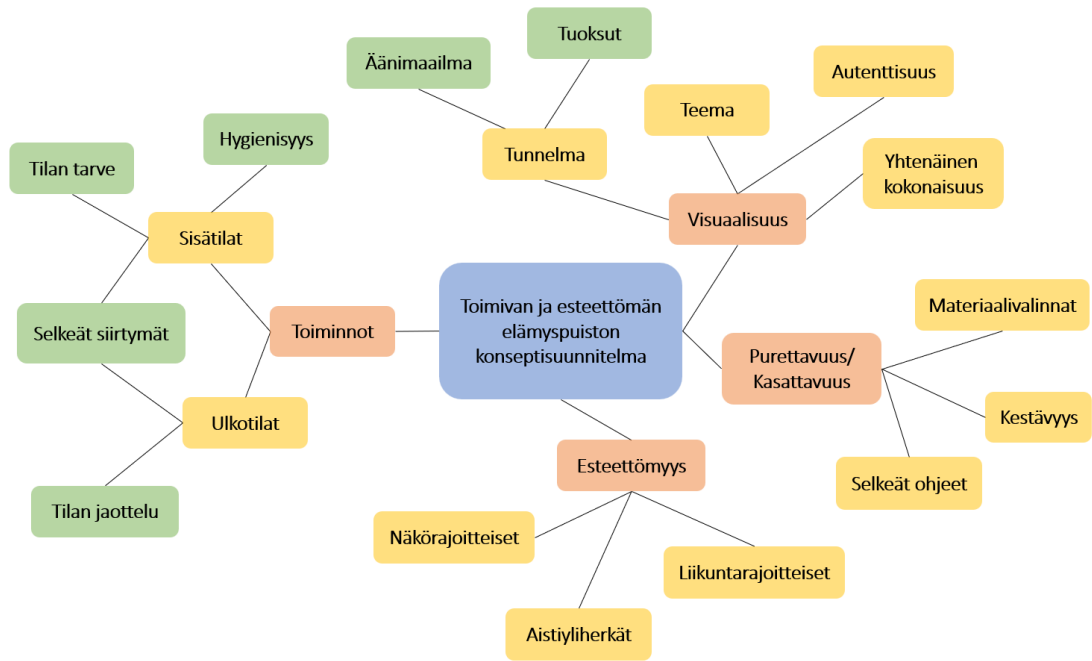 Tuoksut
Äänimaailma
Autenttisuus
Teema
Hygienisyys
Tunnelma
Yhtenäinen
kokonaisuus
Tilan tarve
Visuaalisuus
Sisätilat
Toimivan ja esteettömän
elämyspuiston
konseptisuunnitelma
Materiaalivalinnat
Selkeät siirtymät
Toiminnot
Purettavuus/
Kasattavuus
Kestävyys
Ulkotilat
Esteettömyys
Selkeät ohjeet
Tilan jaottelu
Näkörajoitteiset
Liikuntarajoitteiset
Aistiyliherkät